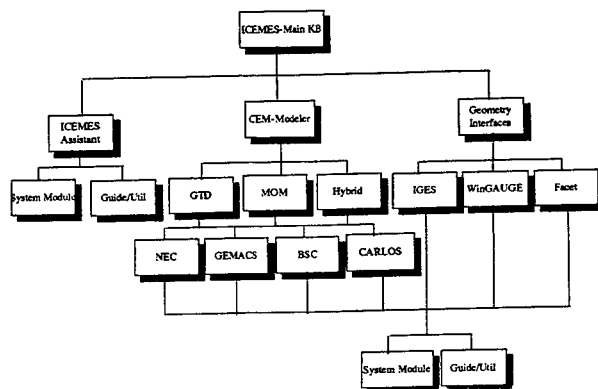 ICEMES-Main KB
ICEMES
Assistant
CEM-Modeler
Geometry
Interfaces
System Module
Guide/Util
GTD
MOM
Hybrid
IGES
WinGAUGE
Facet
NEC
GEMACS
BSC
CARLOS
System Module
Guide/Util